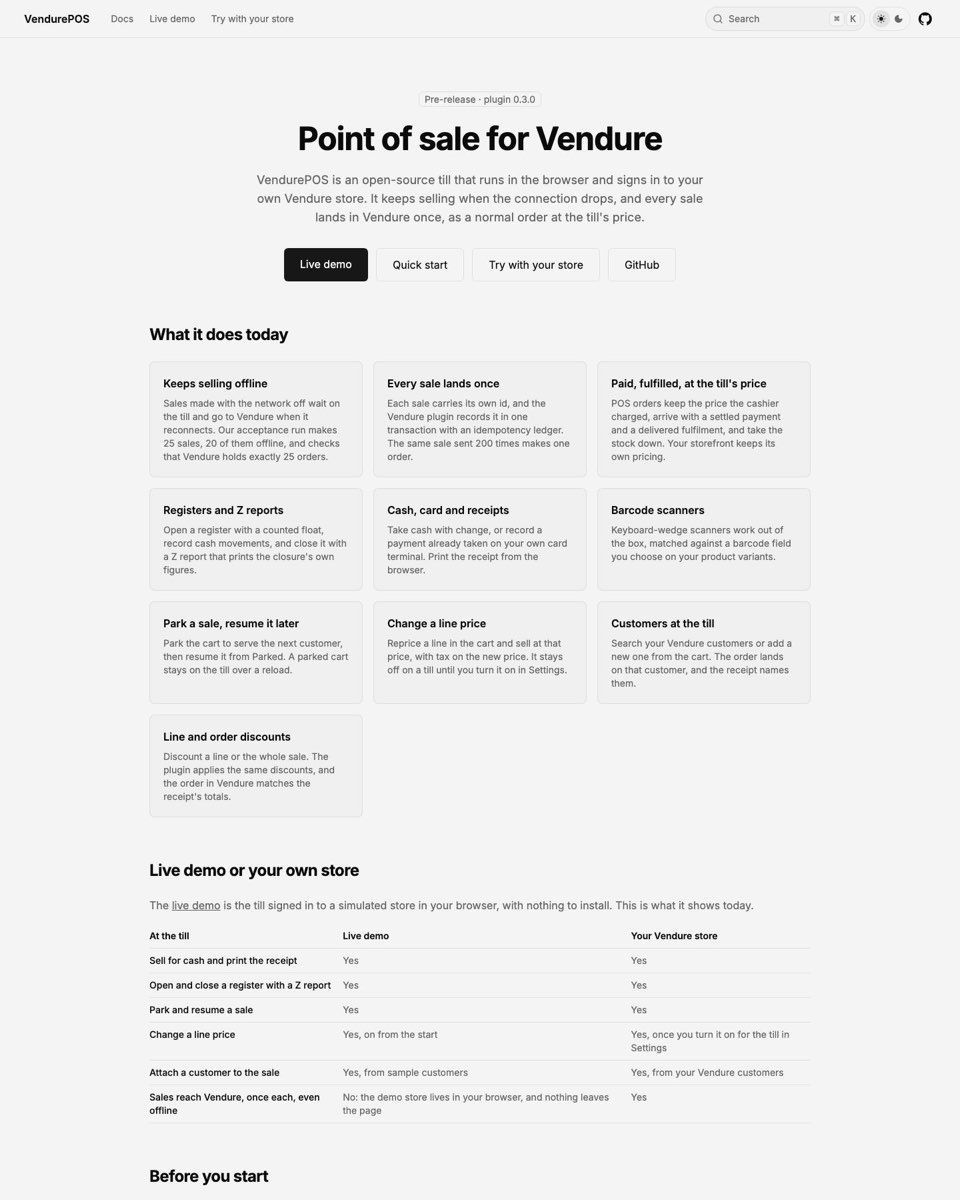 VendurePOS Docs Live demo Try with your store Search ⌘ K
Pre-release · plugin 0.3.0
Point of sale for Vendure
VendurePOS is an open-source till that runs in the browser and signs in to your
own Vendure store. It keeps selling when the connection drops, and every sale
lands in Vendure once, as a normal order at the till's price.
Live demo Quick start Try with your store GitHub
What it does today
Keeps selling offline
Sales made with the network off wait on
the till and go to Vendure when it
reconnects. Our acceptance run makes
25 sales, 20 of them offline, and checks
that Vendure holds exactly 25 orders.
Every sale lands once
Each sale carries its own id, and the
Vendure plugin records it in one
transaction with an idempotency ledger.
The same sale sent 200 times makes one
order.
Paid, fulfilled, at the till's price
POS orders keep the price the cashier
charged, arrive with a settled payment
and a delivered fulfilment, and take the
stock down. Your storefront keeps its
own pricing.
Registers and Z reports
Open a register with a counted float,
record cash movements, and close it with
a Z report that prints the closure's own
figures.
Cash, card and receipts
Take cash with change, or record a
payment already taken on your own card
terminal. Print the receipt from the
browser.
Barcode scanners
Keyboard-wedge scanners work out of
the box, matched against a barcode field
you choose on your product variants.
Park a sale, resume it later
Park the cart to serve the next customer,
then resume it from Parked. A parked cart
stays on the till over a reload.
Change a line price
Reprice a line in the cart and sell at that
price, with tax on the new price. It stays
off on a till until you turn it on in Settings.
Customers at the till
Search your Vendure customers or add a
new one from the cart. The order lands
on that customer, and the receipt names
them.
Line and order discounts
Discount a line or the whole sale. The
plugin applies the same discounts, and
the order in Vendure matches the
receipt's totals.
Live demo or your own store
The live demo is the till signed in to a simulated store in your browser, with nothing to install. This is what it shows today.
At the till Live demo Your Vendure store
Sell for cash and print the receipt Yes Yes
Open and close a register with a Z report Yes Yes
Park and resume a sale Yes Yes
Change a line price Yes, on from the start Yes, once you turn it on for the till in
Settings
Attach a customer to the sale Yes, from sample customers Yes, from your Vendure customers
Sales reach Vendure, once each, even No: the demo store lives in your browser, and nothing leaves Yes
offline the page
Before you start